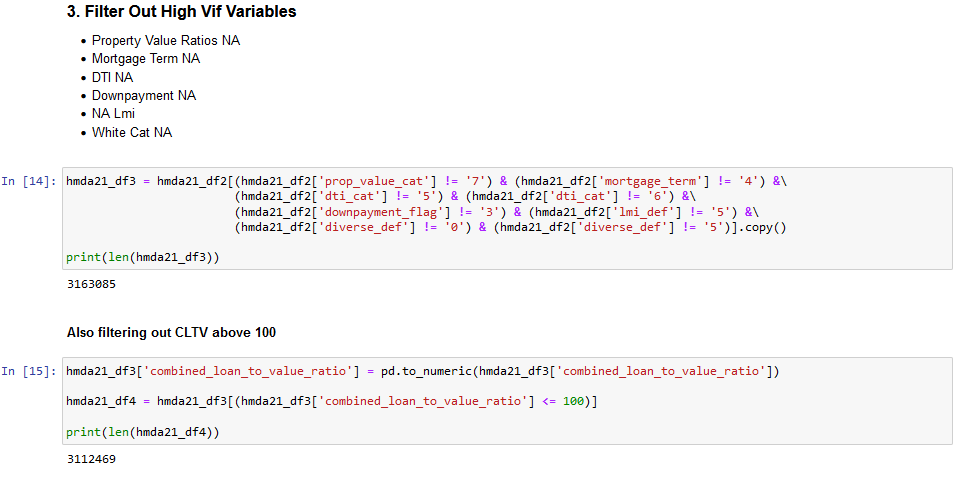 3. Filter Out High Vif Variables
• Property Value Ratios NA
• Mortgage Term NA
• DTI NA
• Downpayment NA
• NA Lmi
• White Cat NA
In [14]: hmda21_df3 = hmda21_df2[(hmda21_df2['prop_value_cat'] != '7') & (hmda21_df2['mortgage_term'] != '4') &\
(hmda21_df2['dti_cat'] != '5') & (hmda21_df2['dti_cat'] != '6') &\
(hmda21_df2['downpayment_flag'] != '3') & (hmda21_df2['lmi_def'] != '5') &\
(hmda21_df2['diverse_def'] != '0') & (hmda21_df2['diverse_def'] != '5')].copy()
print(len(hmda21_df3))
3163085
Also filtering out CLTV above 100
In [15]: hmda21_df3['combined_loan_to_value_ratio'] = pd.to_numeric(hmda21_df3['combined_loan_to_value_ratio'])
hmda21_df4 = hmda21_df3[(hmda21_df3['combined_loan_to_value_ratio'] <= 100)]
print(len(hmda21_df4))
3112469